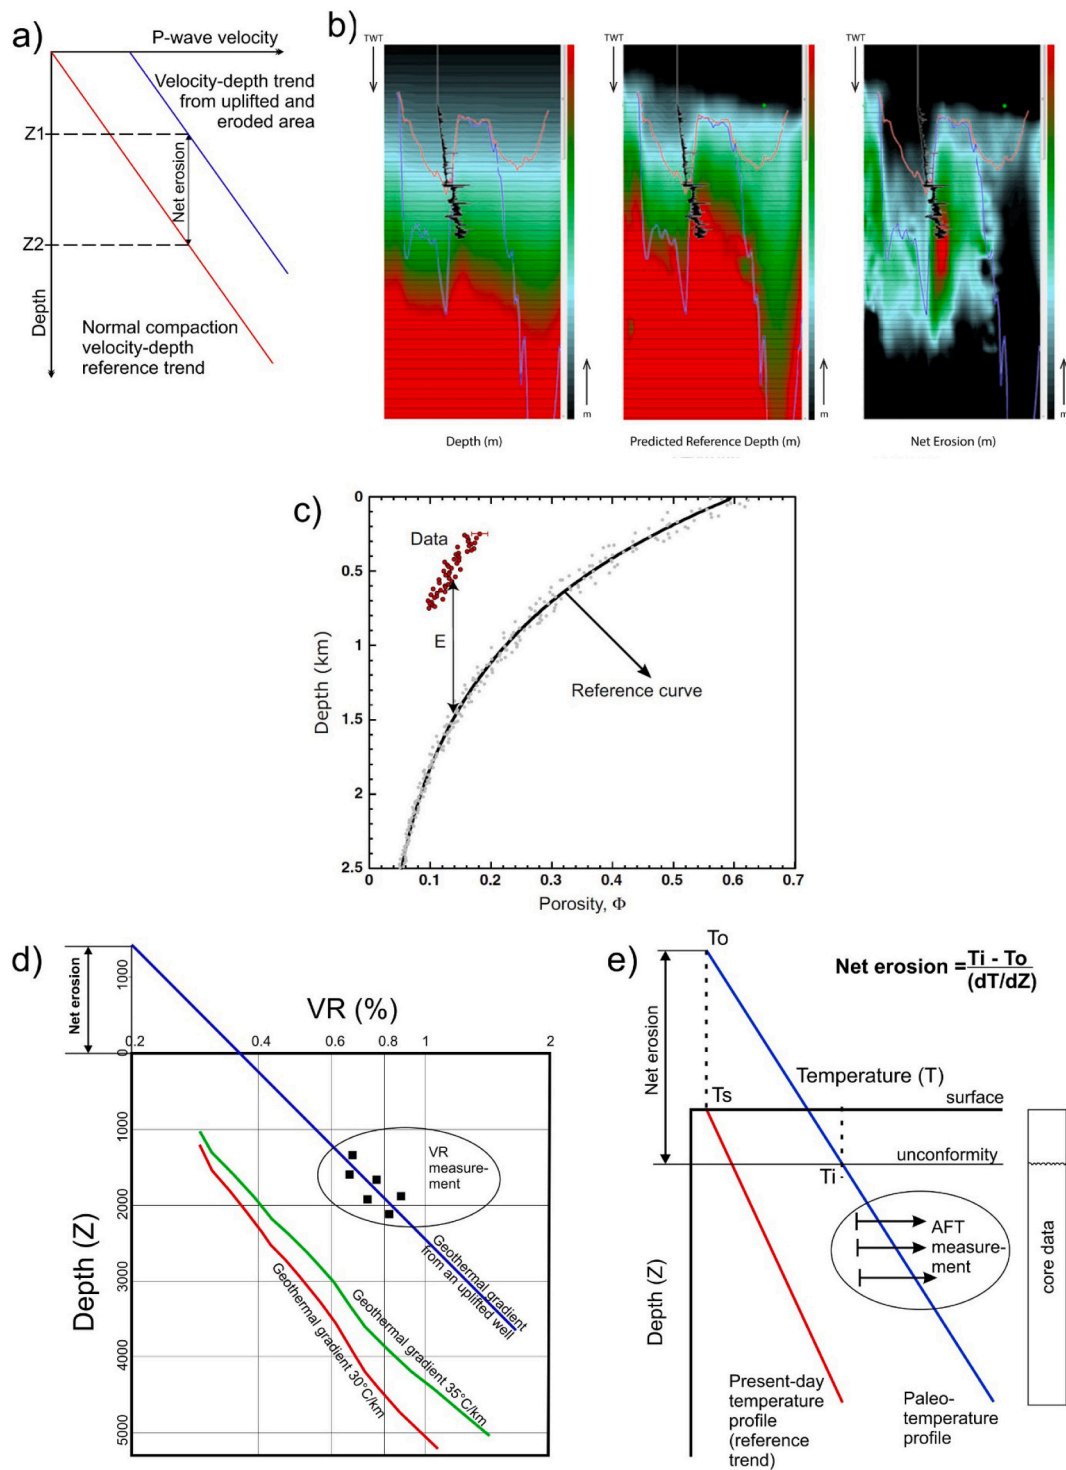 a)
P-wave velocity
Velocity-depth trend
from uplifted and
eroded area
Z1
Net erosion
Z2
Depth
Normal compaction
velocity-depth
reference trend
b)
TWT
m
Depth (m)
TWT
m
Predicted Reference Depth (m)
TWT
m
Net Erosion (m)
c)
0
0.5
1
1.5
2
2.5
Depth (km)
Data
E
Reference curve
0 0.1 0.2 0.3 0.4 0.5 0.6 0.7
Porosity, Φ
d)
Net erosion
1000
VR (%)
0.2 0.4 0.6 0.8 1 2
0
1000
2000
3000
4000
5000
Depth (Z)
VR
measure-
ment
Geothermal gradient
from an uplifted well
Geothermal gradient 35°C/km
Geothermal gradient 30°C/km
e)
To
Net erosion = Ti - To
(dT/dZ)
Net erosion
Temperature (T)
Ts
surface
unconformity
Ti
AFT
measure-
ment
core data
Depth (Z)
Present-day
temperature
profile
(reference
trend)
Paleo-
temperature
profile